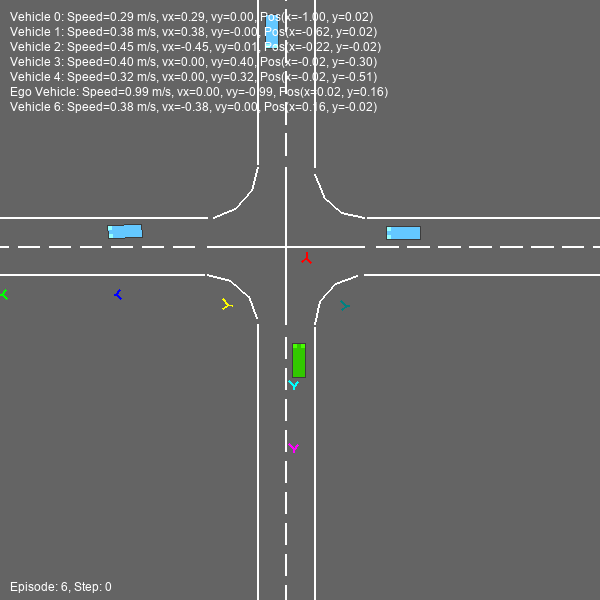 Vehicle 0: Speed=0.29 m/s, vx=0.29, vy=0.00, Pos(x=-1.00, y=0.02)
Vehicle 1: Speed=0.38 m/s, vx=0.38, vy=-0.00, Pos(x=-0.62, y=0.02)
Vehicle 2: Speed=0.45 m/s, vx=-0.45, vy=0.01, Pos(x=-0.22, y=-0.02)
Vehicle 3: Speed=0.40 m/s, vx=0.00, vy=0.40, Pos(x=-0.02, y=-0.30)
Vehicle 4: Speed=0.32 m/s, vx=0.00, vy=0.32, Pos(x=-0.02, y=-0.51)
Ego Vehicle: Speed=0.99 m/s, vx=0.00, vy=-0.99, Pos(x=0.02, y=0.16)
Vehicle 6: Speed=0.38 m/s, vx=-0.38, vy=0.00, Pos(x=0.16, y=-0.02)
Episode: 6, Step: 0